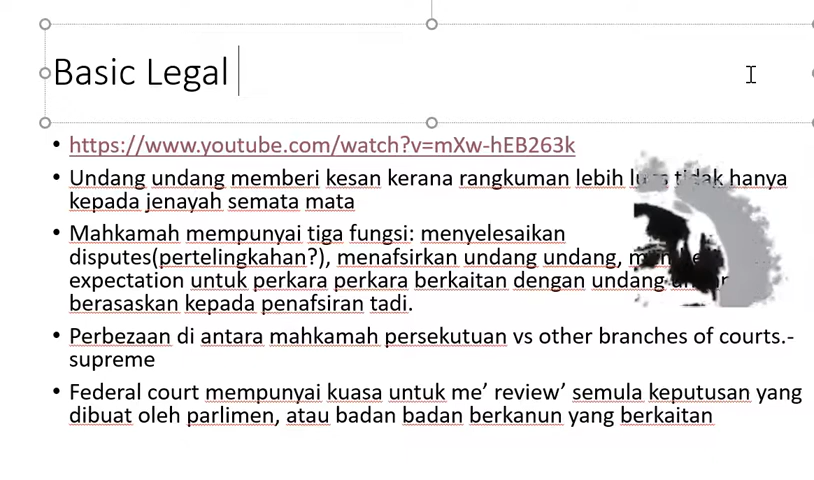 Basic Legal
• https://www.youtube.com/watch?v=mXw-hEB263k
• Undang undang memberi kesan kerana rangkuman lebih tidak hanya
kepada jenayah semata mata
• Mahkamah mempunyai tiga fungsi: menyelesaikan
disputes(pertelingkahan?), menafsirkan undang undang,
expectation untuk perkara perkara berkaitan dengan undang
berasaskan kepada penafsiran tadi.
• Perbezaan di antara mahkamah persekutuan vs other branches of courts.-
supreme
• Federal court mempunyai kuasa untuk me’ review’ semula keputusan yang
dibuat oleh parlimen, atau badan badan berkanun yang berkaitan